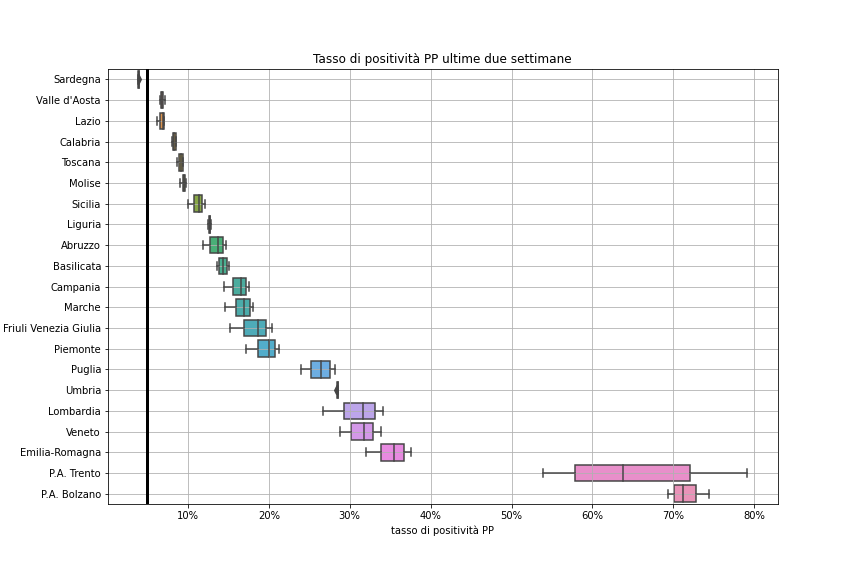 Tasso di positività PP ultime due settimane
Sardegna
Valle d'Aosta
Lazio
Calabria
Toscana
Molise
Sicilia
Liguria
Abruzzo
Basilicata
Campania
Marche
Friuli Venezia Giulia
Piemonte
Puglia
Umbria
Lombardia
Veneto
Emilia-Romagna
P.A. Trento
P.A. Bolzano
10% 20% 30% 40% 50% 60% 70% 80%
tasso di positività PP